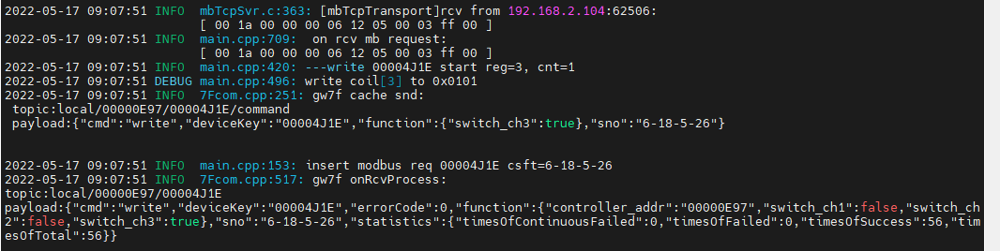 2022-05-17 09:07:51 INFO  mbTcpSvr.c:363: [mbTcpTransport]rcv from 192.168.2.104:62506:
[ 00 1a 00 00 00 06 12 05 00 03 ff 00 ]
2022-05-17 09:07:51 INFO  main.cpp:709:  on rcv mb request:
[ 00 1a 00 00 00 06 12 05 00 03 ff 00 ]
2022-05-17 09:07:51 INFO  main.cpp:420: ---write 00004J1E start reg=3, cnt=1
2022-05-17 09:07:51 DEBUG main.cpp:496: write coil[3] to 0x0101
2022-05-17 09:07:51 INFO  7Fcom.cpp:251: gw7f cache snd:
topic:local/00000E97/00004J1E/command
payload:{"cmd":"write","deviceKey":"00004J1E","function":{"switch_ch3":true},"sno":"6-18-5-26"}
2022-05-17 09:07:51 INFO  main.cpp:153: insert modbus req 00004J1E csft=6-18-5-26
2022-05-17 09:07:51 INFO  7Fcom.cpp:517: gw7f onRcvProcess:
topic:local/00000E97/00004J1E
payload:{"cmd":"write","deviceKey":"00004J1E","errorCode":0,"function":{"controller_addr":"00000E97","switch_ch1":false,"switch_ch
2":false,"switch_ch3":true},"sno":"6-18-5-26","statistics":{"timesOfContinuousFailed":0,"timesOfFailed":0,"timesOfSuccess":56,"tim
esOfTotal":56}}